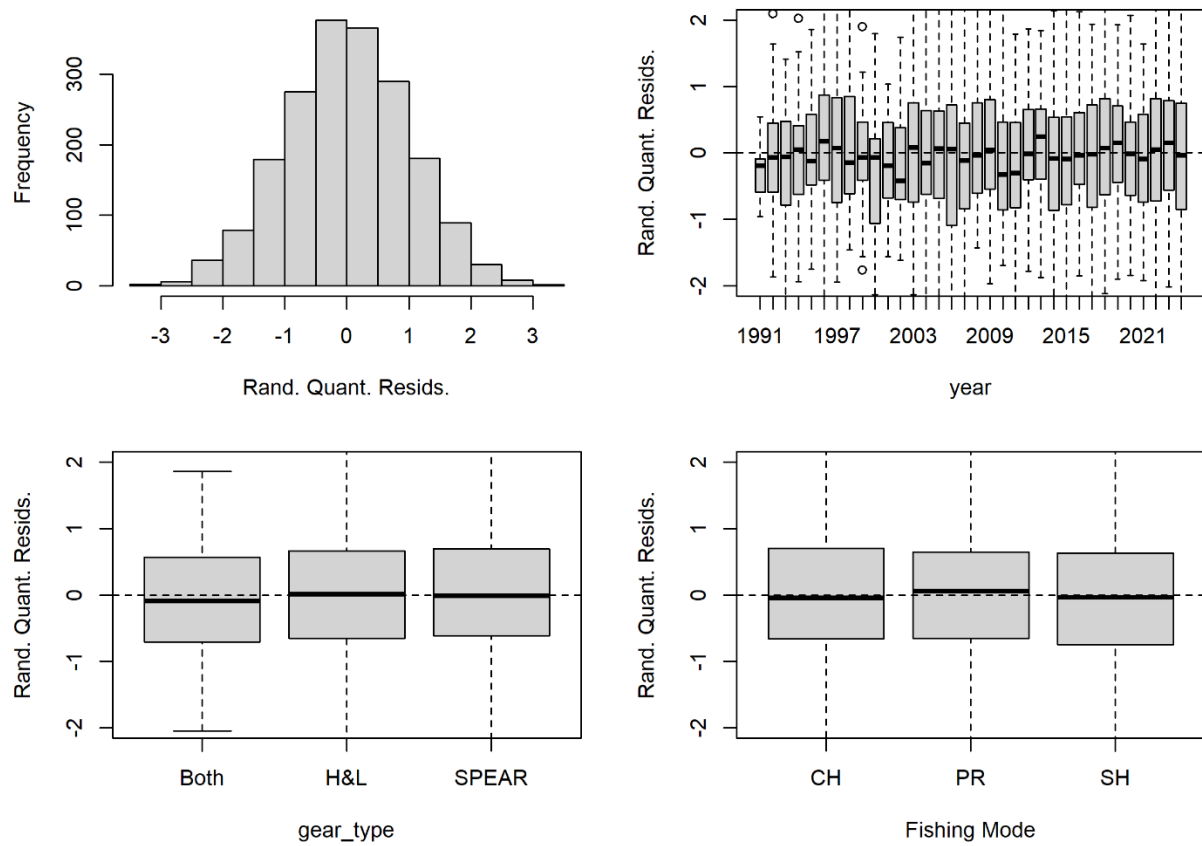 Frequency
300
200
100
0
-3 -2 -1 0 1 2 3
Rand. Quant. Resids.
Rand. Quant. Resids.
2
1
0
-1
-2
1991 1997 2003 2009 2015 2021
year
Rand. Quant. Resids.
2
1
0
-1
-2
Both H&L SPEAR
gear_type
Rand. Quant. Resids.
2
1
0
-1
-2
CH PR SH
Fishing Mode